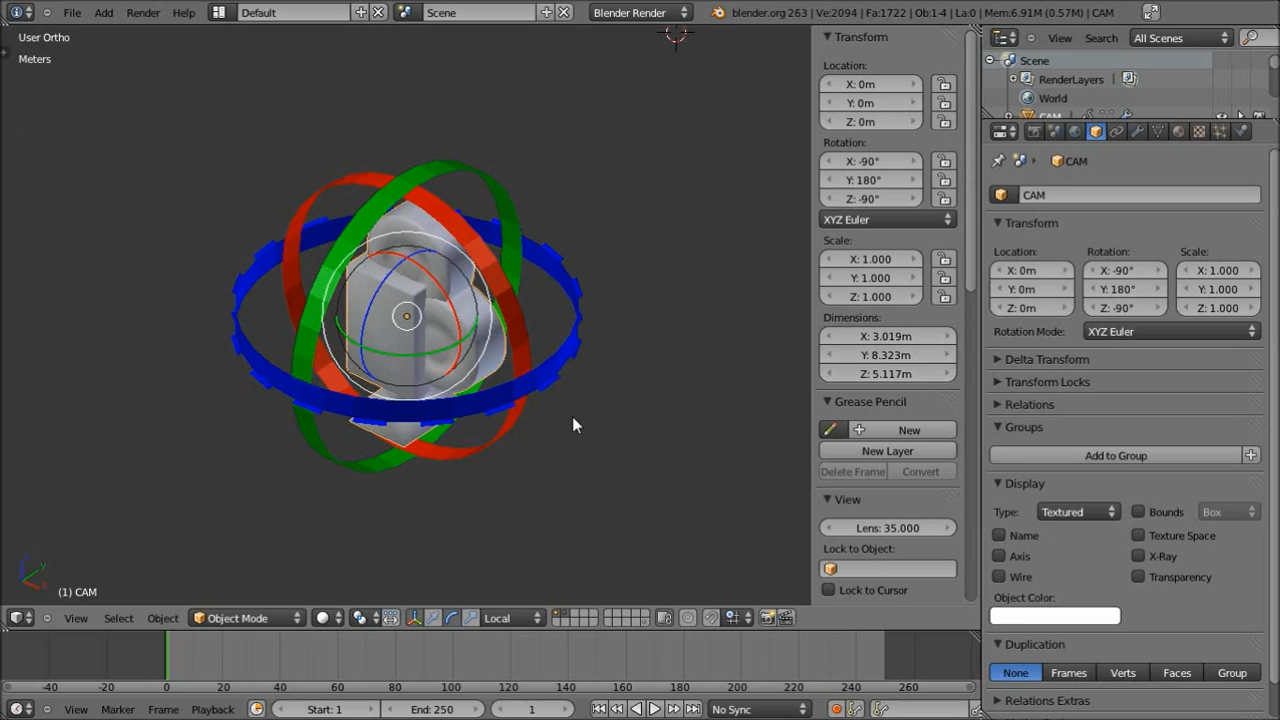 File Add Render Help Default Scene Blender Render blender.org 263 | Ve:2094 | Fa:1722 | Ob:1-4 | La:0 | Mem:6.91M (0.57M) | CAM
User Ortho
Meters
(1) CAM
Transform
Location:
X: 0m
Y: 0m
Z: 0m
Rotation:
X: -90°
Y: 180°
Z: -90°
XYZ Euler
Scale:
X: 1.000
Y: 1.000
Z: 1.000
Dimensions:
X: 3.019m
Y: 8.323m
Z: 5.117m
Grease Pencil
New
New Layer
Delete Frame Convert
View
Lens: 35.000
Lock to Object:
Lock to Cursor
View Search All Scenes
Scene
RenderLayers
World
CAM
CAM
CAM
Transform
Location: Rotation: Scale:
X: 0m X: -90° X: 1.000
Y: 0m Y: 180° Y: 1.000
Z: 0m Z: -90° Z: 1.000
Rotation Mode: XYZ Euler
Delta Transform
Transform Locks
Relations
Groups
Add to Group
Display
Type: Textured Bounds Box
Name Texture Space
Axis X-Ray
Wire Transparency
Object Color:
Duplication
None Frames Verts Faces Group
Relations Extras
View Select Object Object Mode Local
-40 -20 0 20 40 60 80 100 120 140 160 180 200 220 240 260
View Marker Frame Playback Start: 1 End: 250 1 No Sync